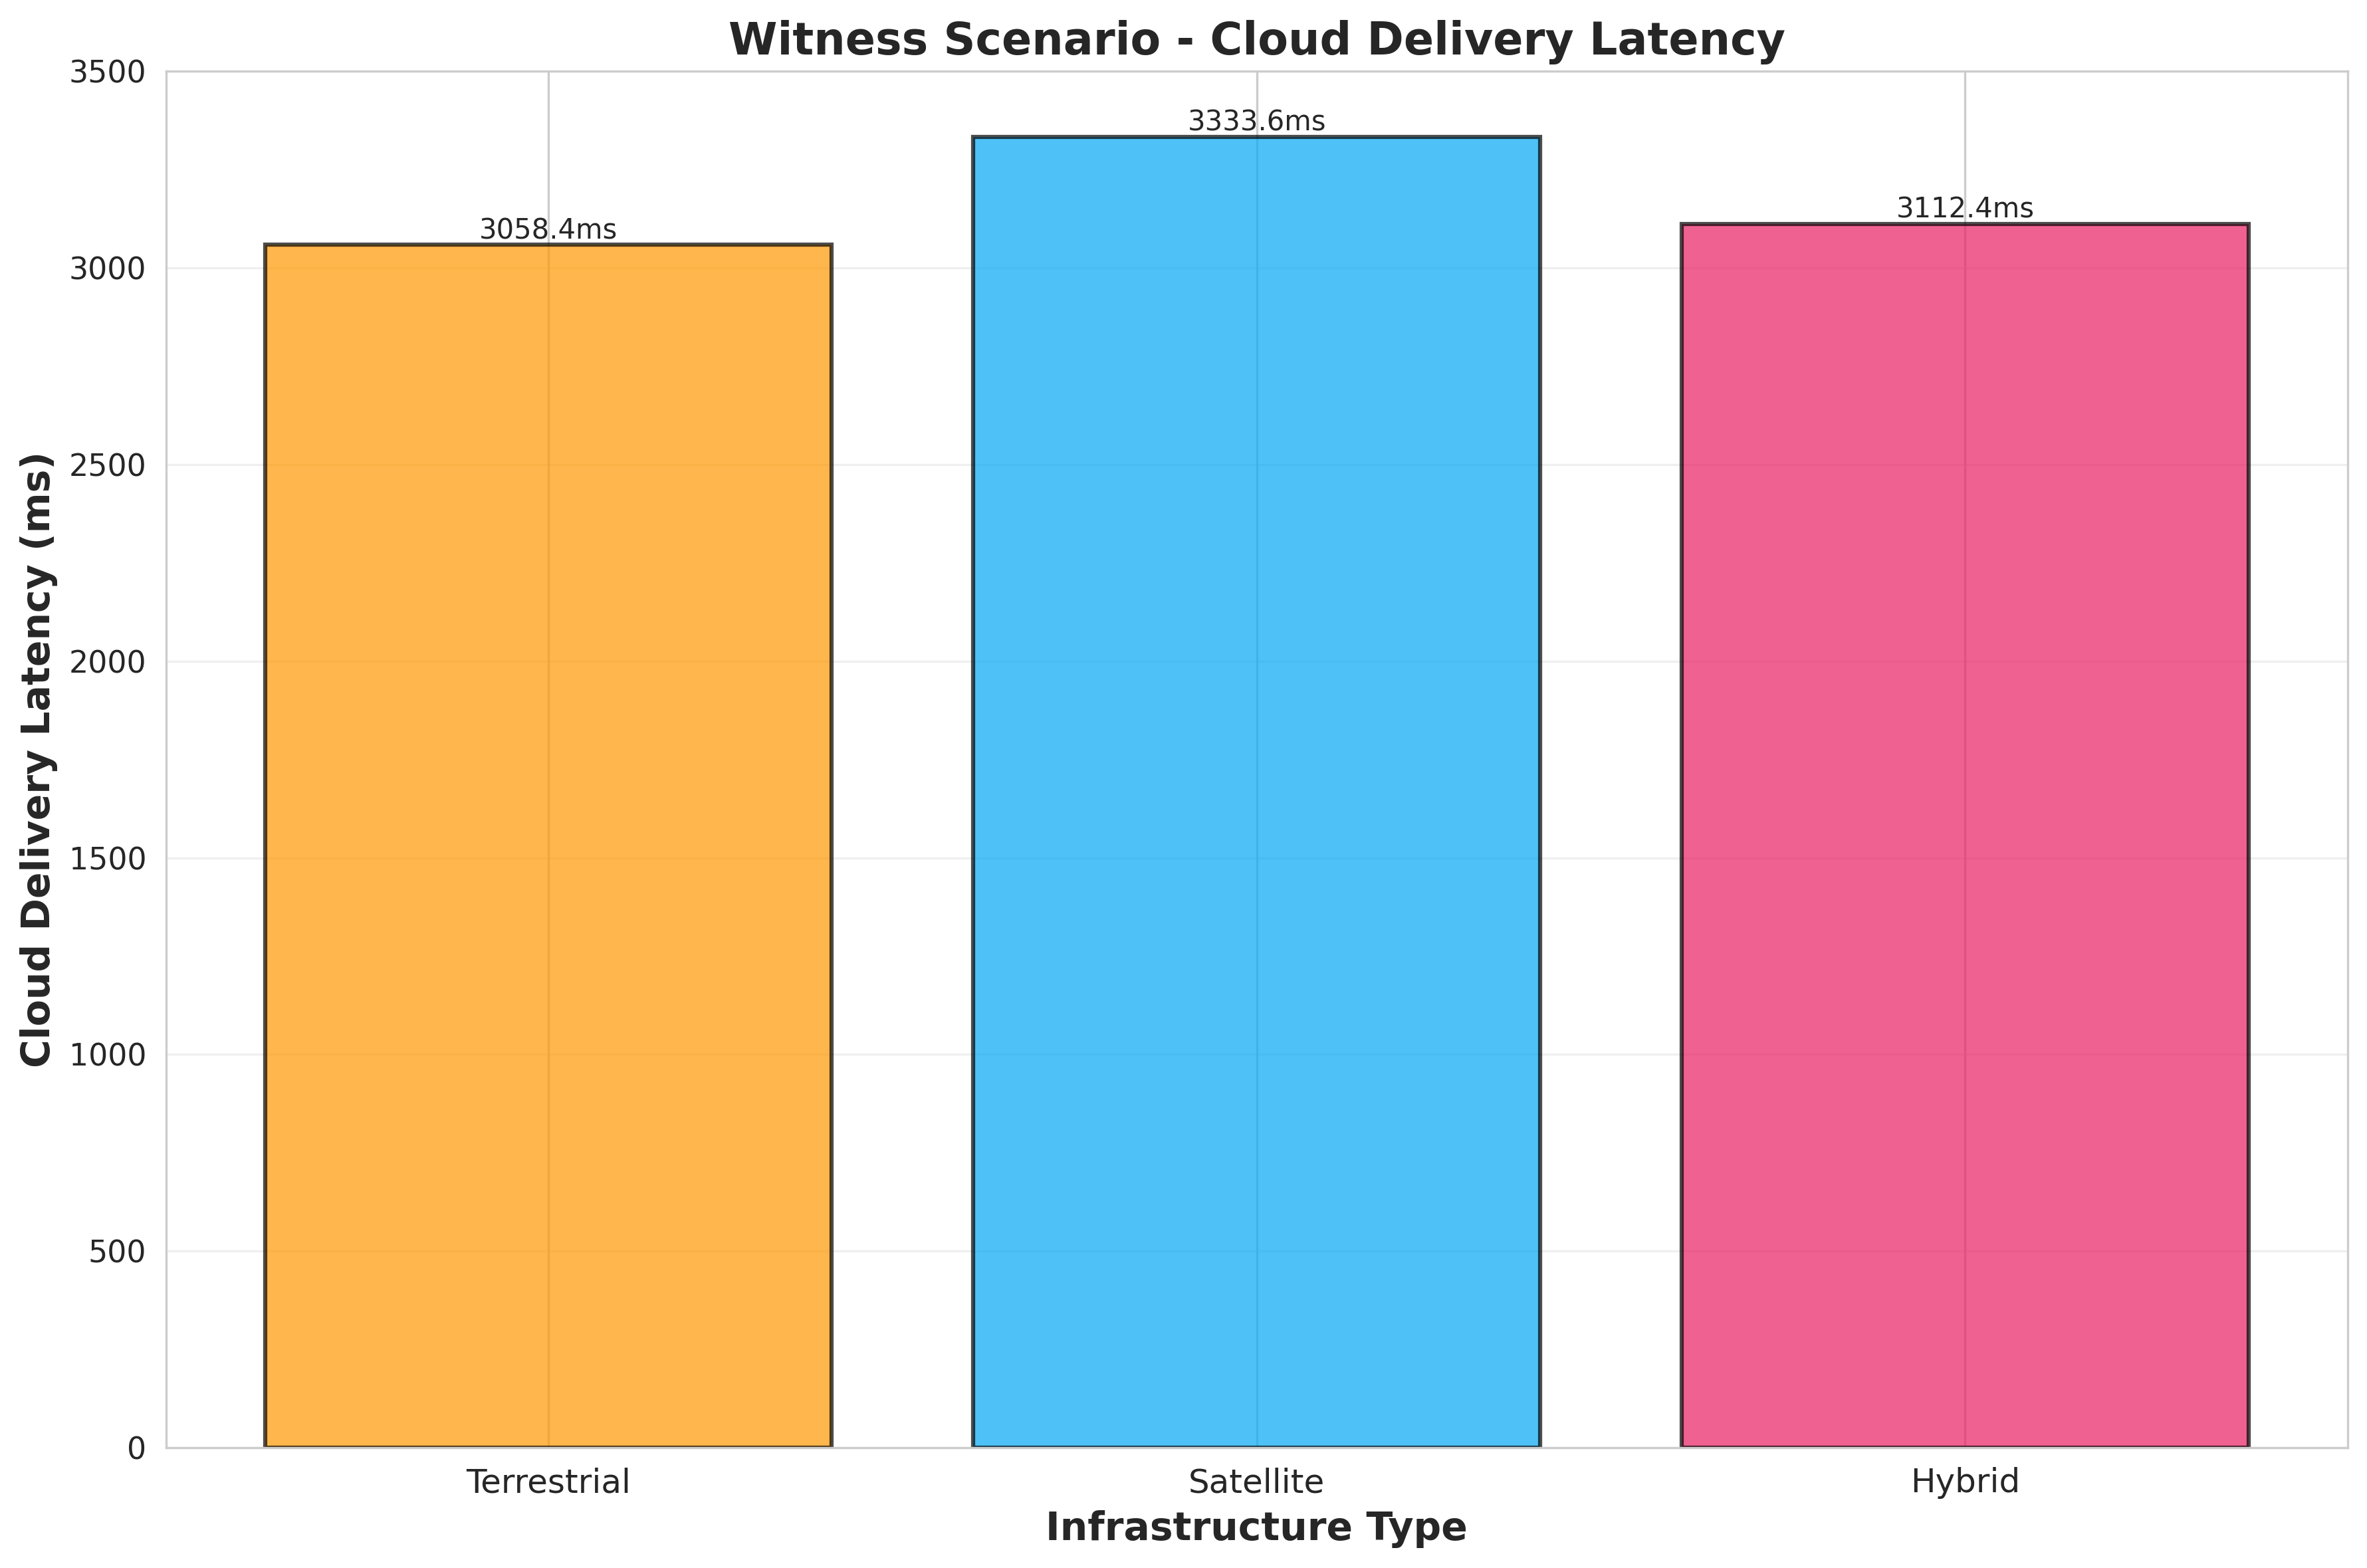 Witness Scenario - Cloud Delivery Latency
Cloud Delivery Latency (ms)
3500
3000
2500
2000
1500
1000
500
0
3058.4ms
3333.6ms
3112.4ms
Terrestrial
Satellite
Hybrid
Infrastructure Type